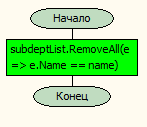 Начало
subdeptList.RemoveAll(e
=> e.Name == name)
Конец